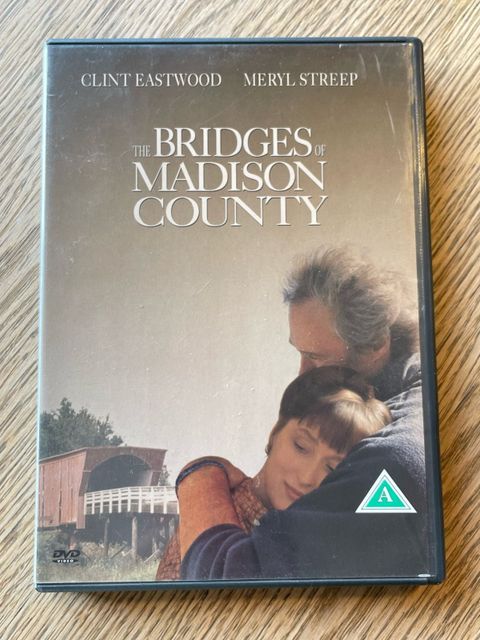 CLINT EASTWOOD MERYL STREEP
THE BRIDGES OF
MADISON
COUNTY
A
DVD
VIDEO